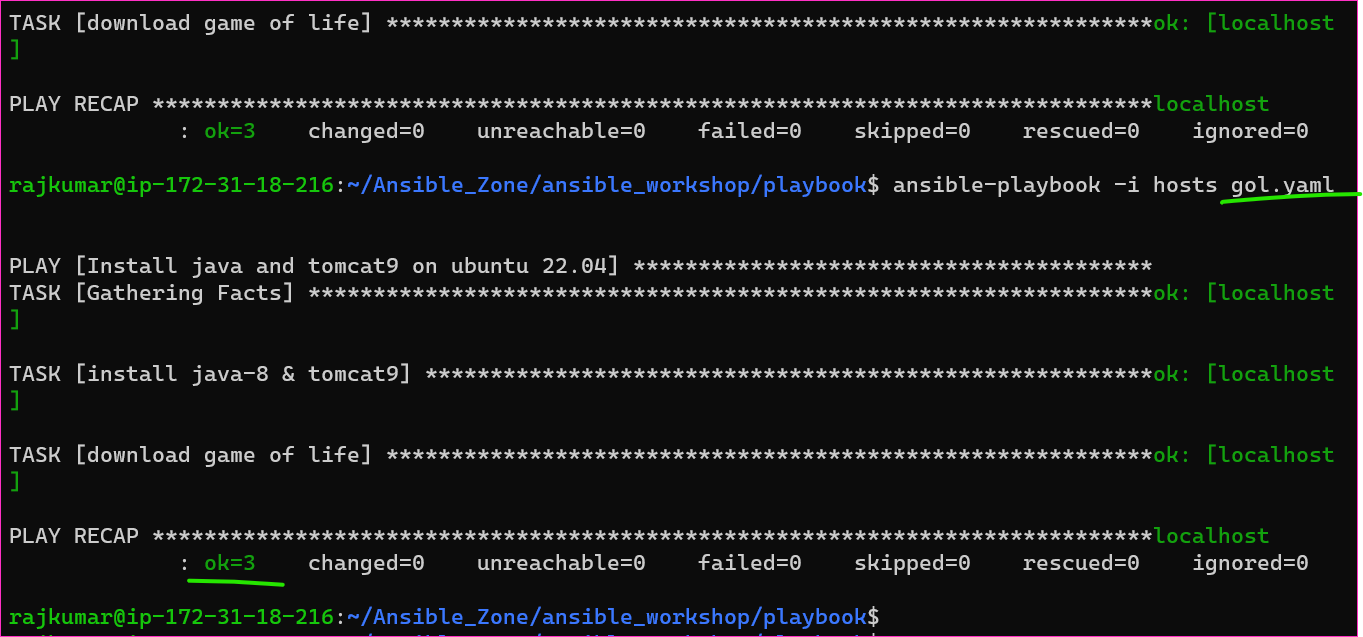 TASK [download game of life] ***********************************************************ok: [localhost
]
PLAY RECAP *****************************************************************************localhost
: ok=3    changed=0    unreachable=0    failed=0    skipped=0    rescued=0    ignored=0
rajkumar@ip-172-31-18-216:~/Ansible_Zone/ansible_workshop/playbook$ ansible-playbook -i hosts gol.yaml
PLAY [Install java and tomcat9 on ubuntu 22.04] ****************************************
TASK [Gathering Facts] *****************************************************************ok: [localhost
]
TASK [install java-8 & tomcat9] ********************************************************ok: [localhost
]
TASK [download game of life] ***********************************************************ok: [localhost
]
PLAY RECAP *****************************************************************************localhost
: ok=3    changed=0    unreachable=0    failed=0    skipped=0    rescued=0    ignored=0
rajkumar@ip-172-31-18-216:~/Ansible_Zone/ansible_workshop/playbook$